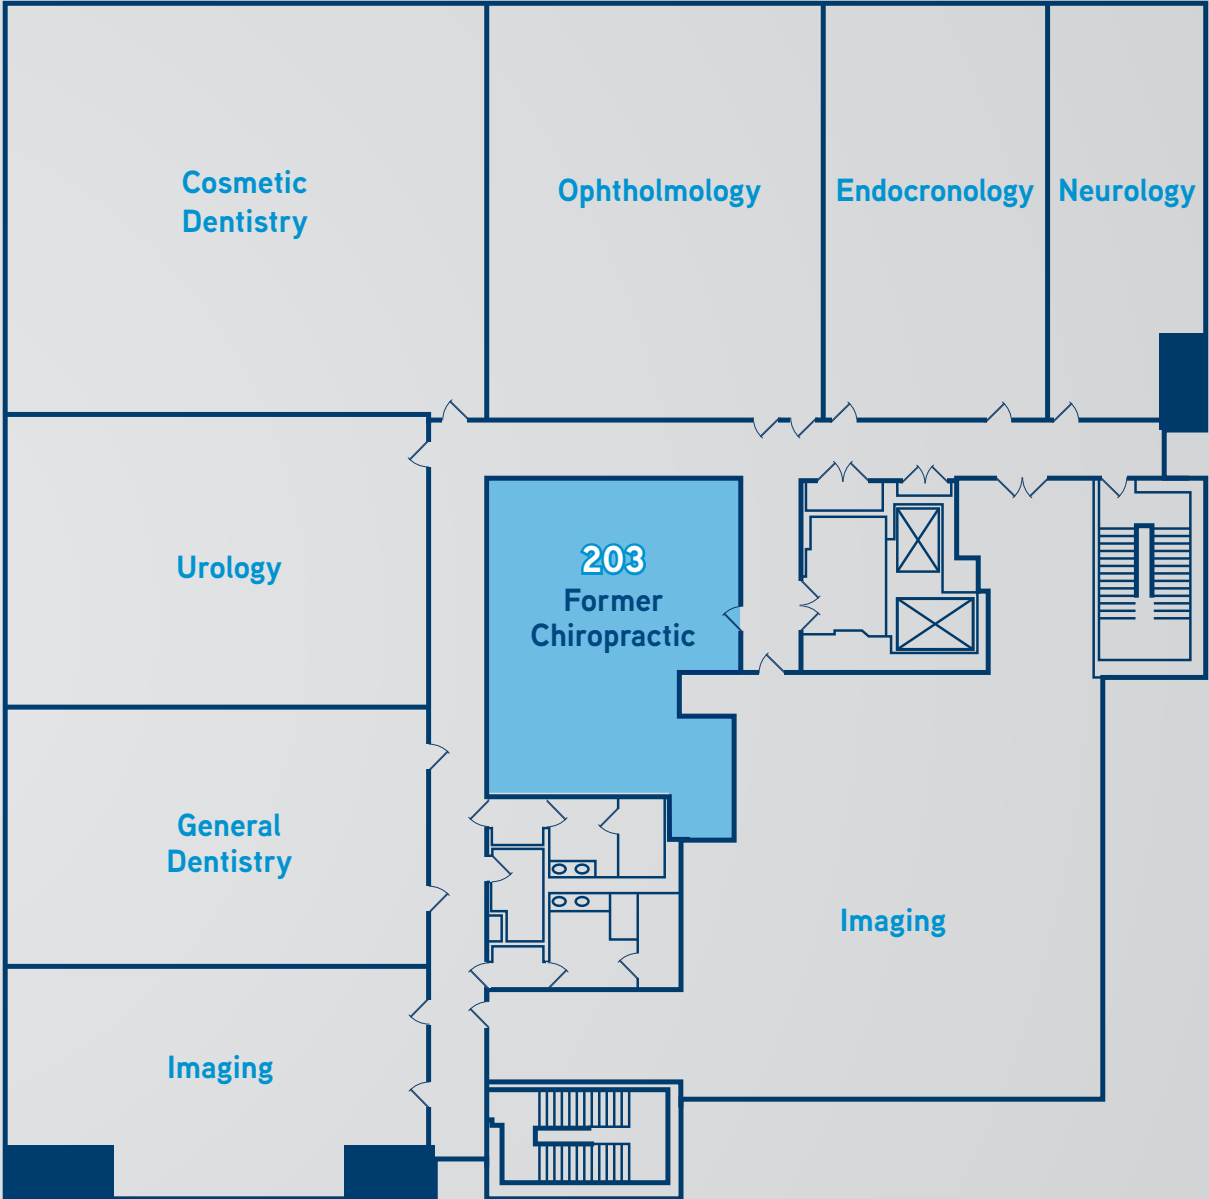 Cosmetic
Dentistry
Ophtholmology
Endocronology
Neurology
Urology
203
Former
Chiropractic
General
Dentistry
Imaging
Imaging